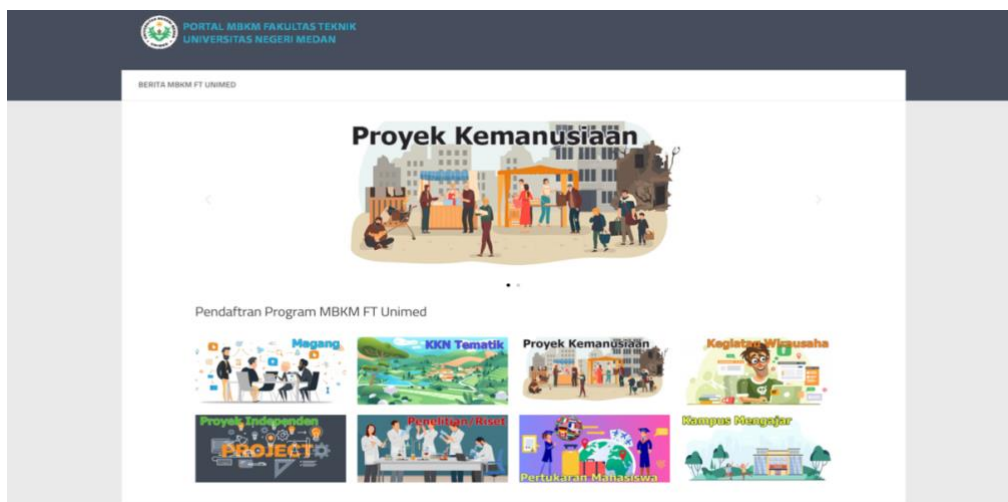 PORTAL MBKM FAKULTAS TEKNIK
UNIVERSITAS NEGERI MEDAN
BERITA MBKM FT UNIMED
Proyek Kemanusiaan
Pendaftran Program MBKM FT Unimed
Magang
KKN Tematik
Proyek Kemanusiaan
Kegiatan Wirausaha
Proyek Independen
PROJECT
Penelitian/Riset
Pertukaran Mahasiswa
Kampus Mengajar